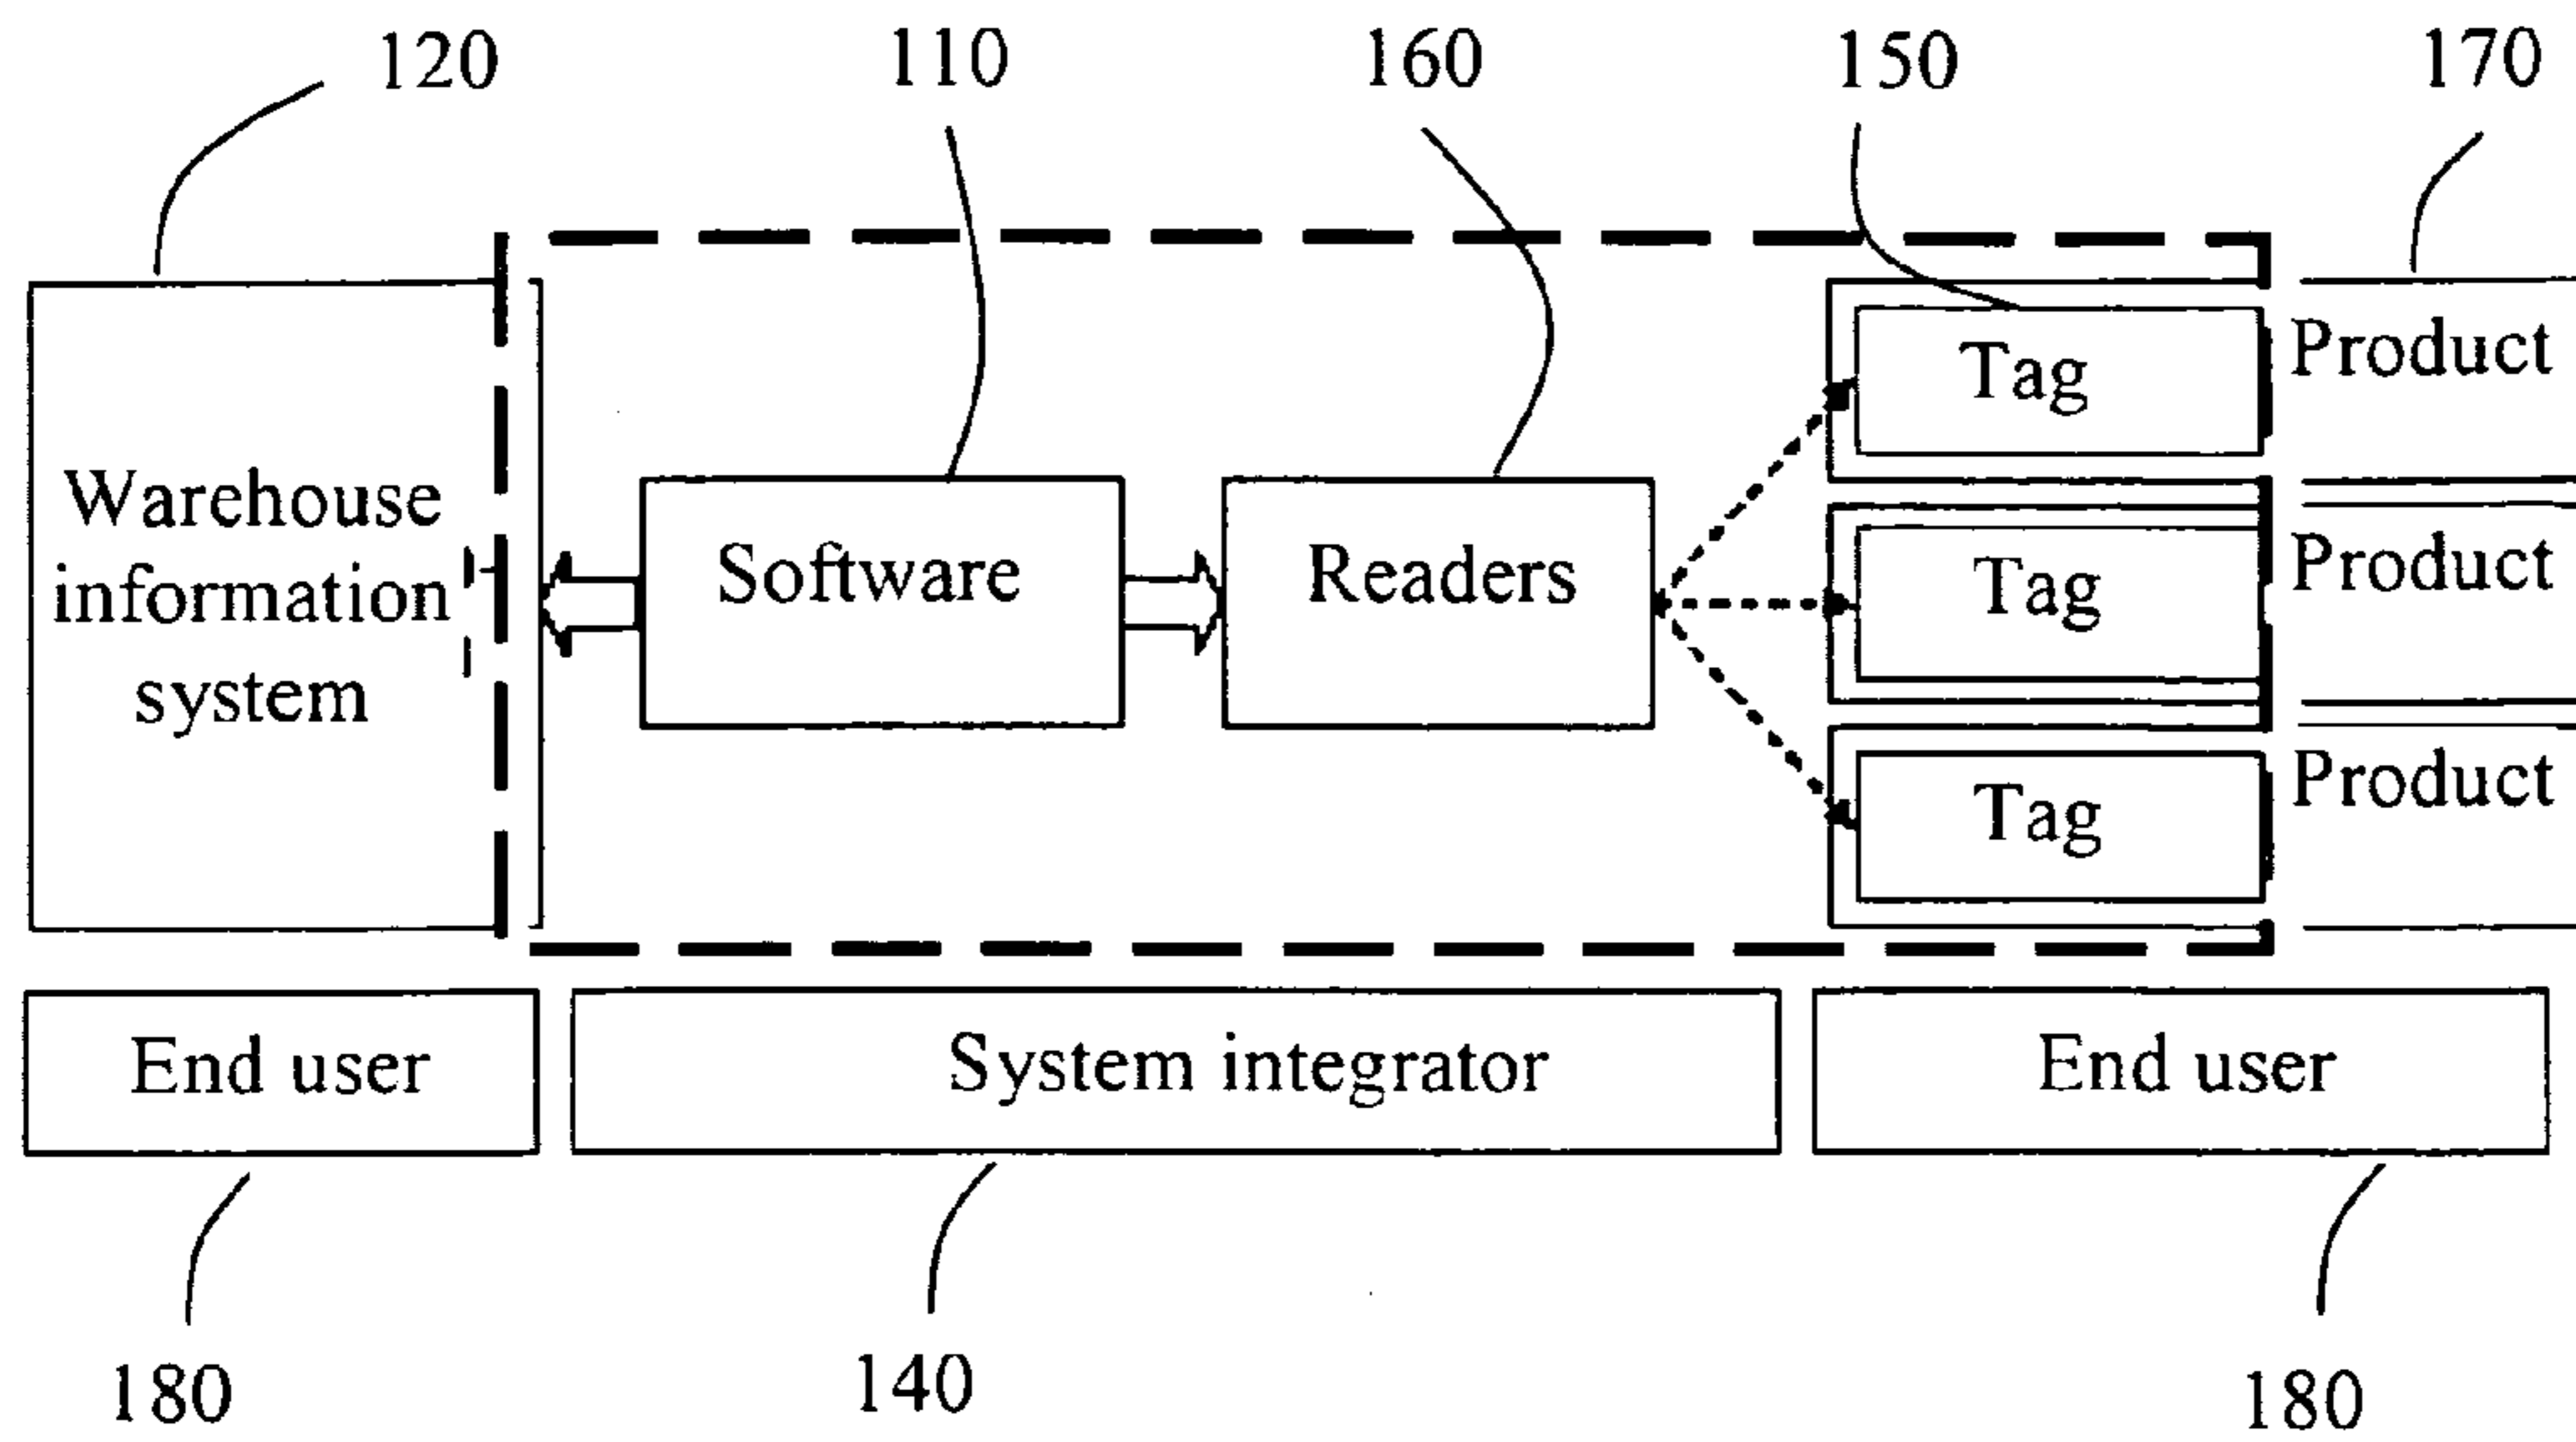 120
110
160
150
170
Warehouse
information
system
Software
Readers
Tag
Product
Tag
Product
Tag
Product
End user
System integrator
End user
180
140
180